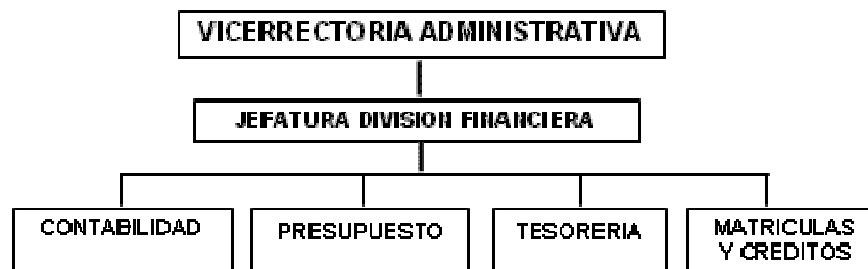 VICERRECTORIA ADMINISTRATIVA
JEFATURA DIVISION FINANCIERA
CONTABILIDAD
PRESUPUESTO
TESORERIA
MATRICULAS
Y CREDITOS